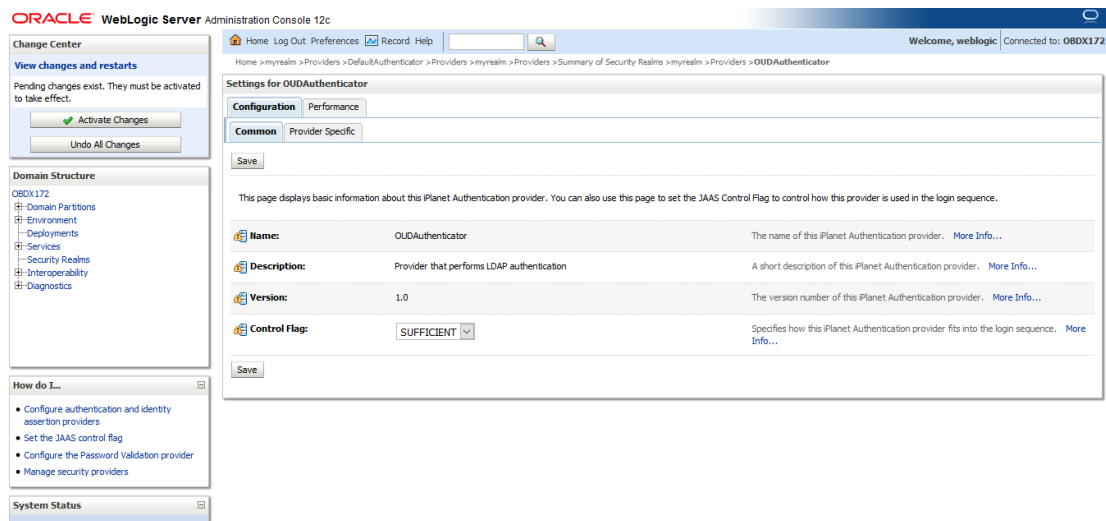 ORACLE WebLogic Server Administration Console 12c
Change Center
View changes and restarts
Pending changes exist. They must be activated
to take effect.
Activate Changes
Undo All Changes
Domain Structure
OBDX172
Domain Partitions
Environment
Deployments
Services
Security Realms
Interoperability
Diagnostics
How do I...
Configure authentication and identity
assertion providers
Set the JAAS control flag
Configure the Password Validation provider
Manage security providers
System Status
Home Log Out Preferences Record Help
Welcome, weblogic Connected to: OBDX172
Home >myrealm >Providers >DefaultAuthenticator >Providers >myrealm >Providers >Summary of Security Realms >myrealm >Providers >OUDAuthenticator
Settings for OUDAuthenticator
Configuration Performance
Common Provider Specific
Save
This page displays basic information about this iPlanet Authentication provider. You can also use this page to set the JAAS Control Flag to control how this provider is used in the login sequence.
Name: OUDAuthenticator The name of this iPlanet Authentication provider. More Info...
Description: Provider that performs LDAP authentication A short description of this iPlanet Authentication provider. More Info...
Version: 1.0 The version number of this iPlanet Authentication provider. More Info...
Control Flag: SUFFICIENT Specifies how this iPlanet Authentication provider fits into the login sequence. More
Info...
Save